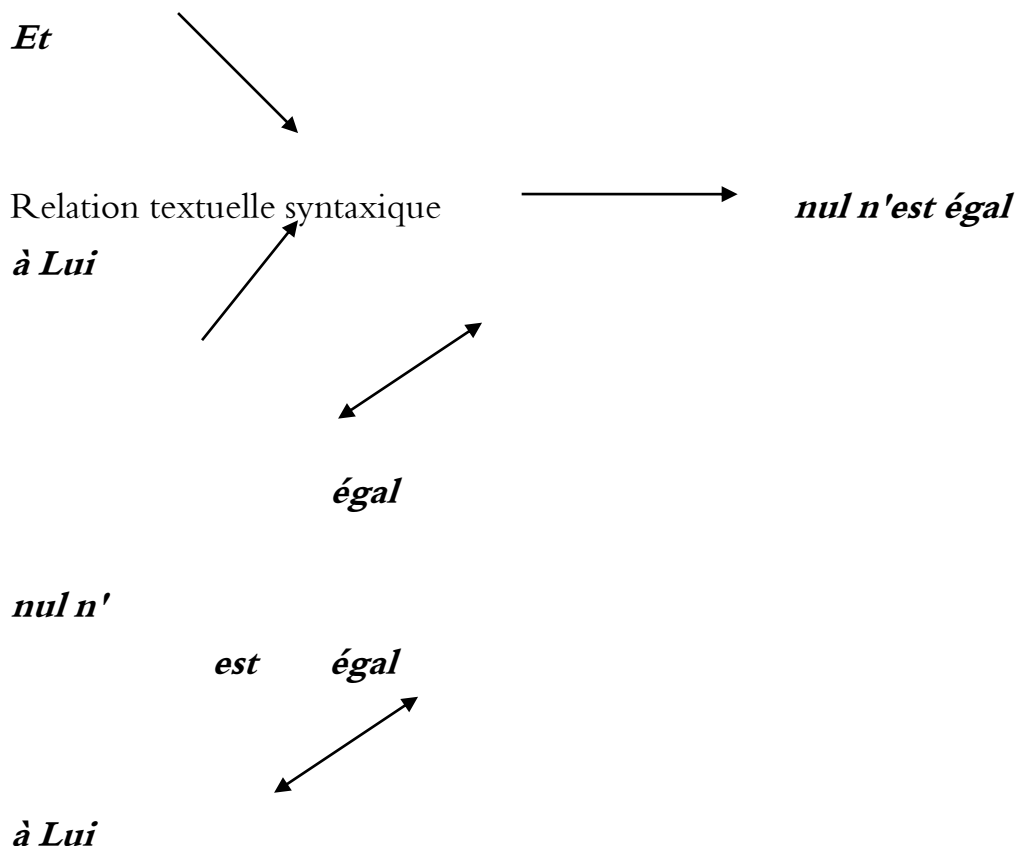 Et
Relation textuelle syntaxique nul n'est égal
à Lui
égal
nul n'
est égal
à Lui